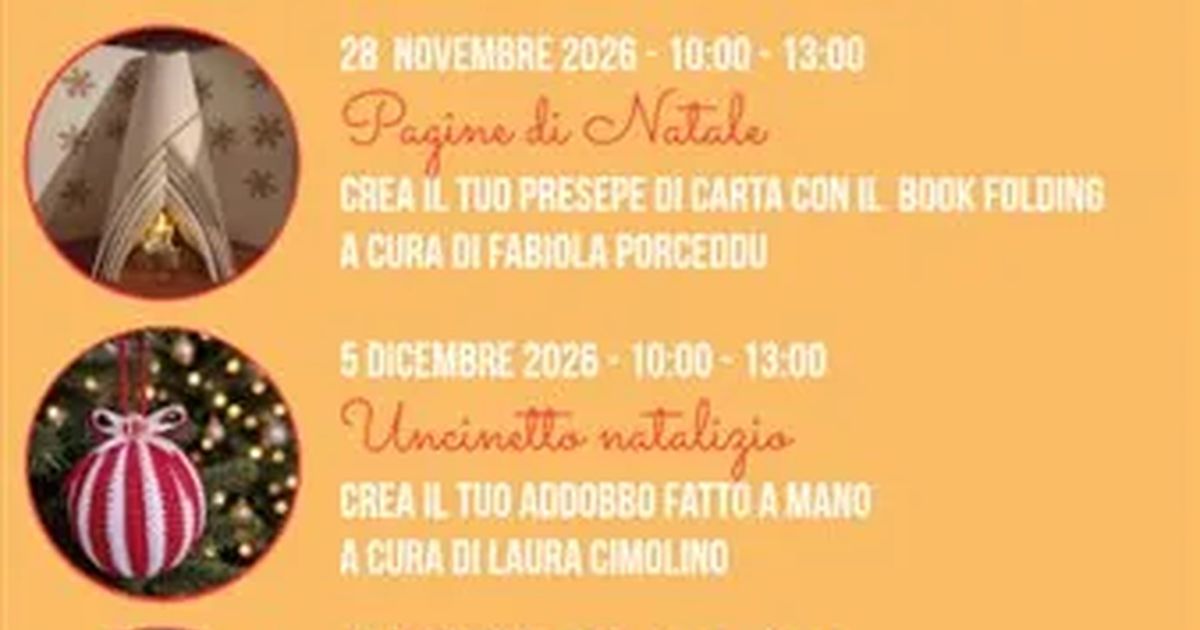 28 NOVEMBRE 2026 - 10:00 - 13:00
Pagine di Natale
CREA IL TUO PRESEPE DI CARTA CON IL BOOK FOLDING
A CURA DI FABIOLA PORCEDDU
5 DICEMBRE 2026 - 10:00 - 13:00
Uncinetto natalizio
CREA IL TUO ADDOBBO FATTO A MANO
A CURA DI LAURA CIMOLINO